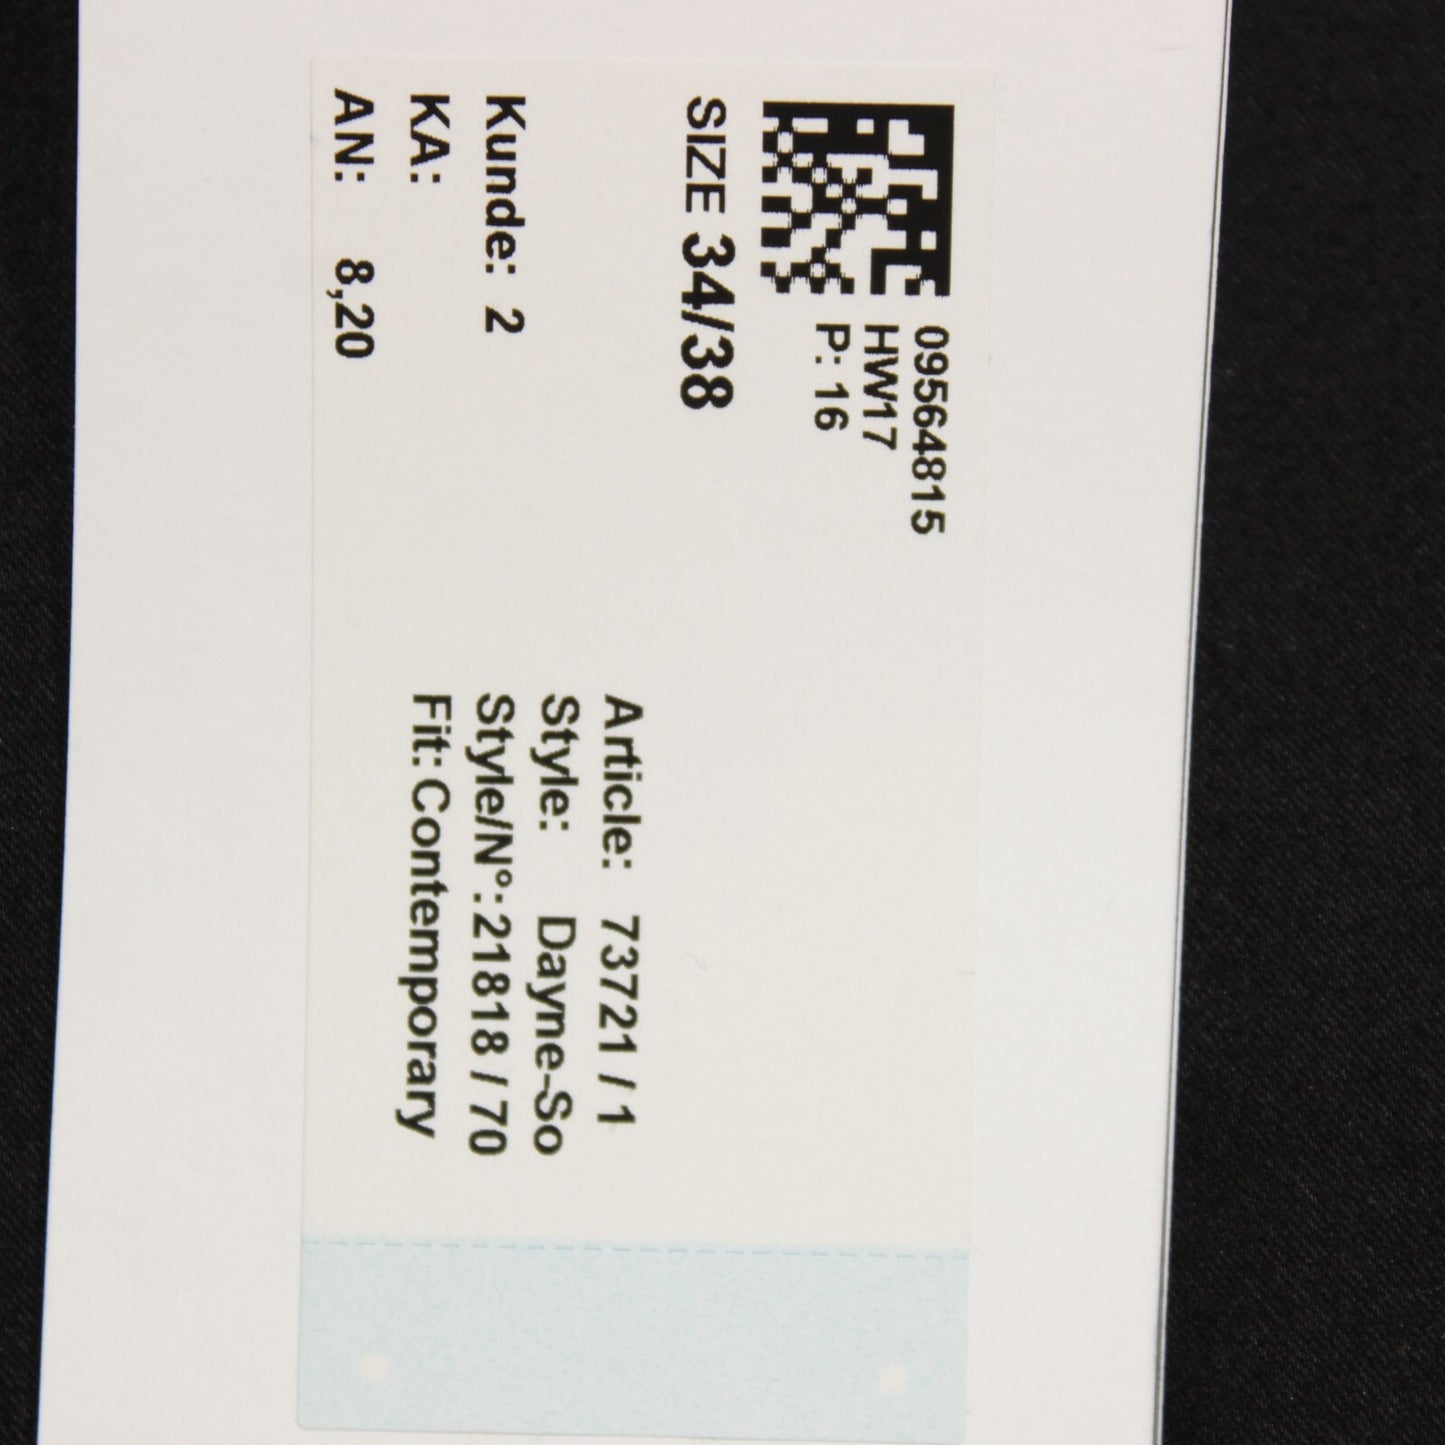 09564815
HW17
P: 16
SIZE 34/38
Article: 73721 / 1
Style: Dayne-So
Kunde: 2
Style/N°: 21818 / 70
KA:
Fit: Contemporary
AN: 8,20